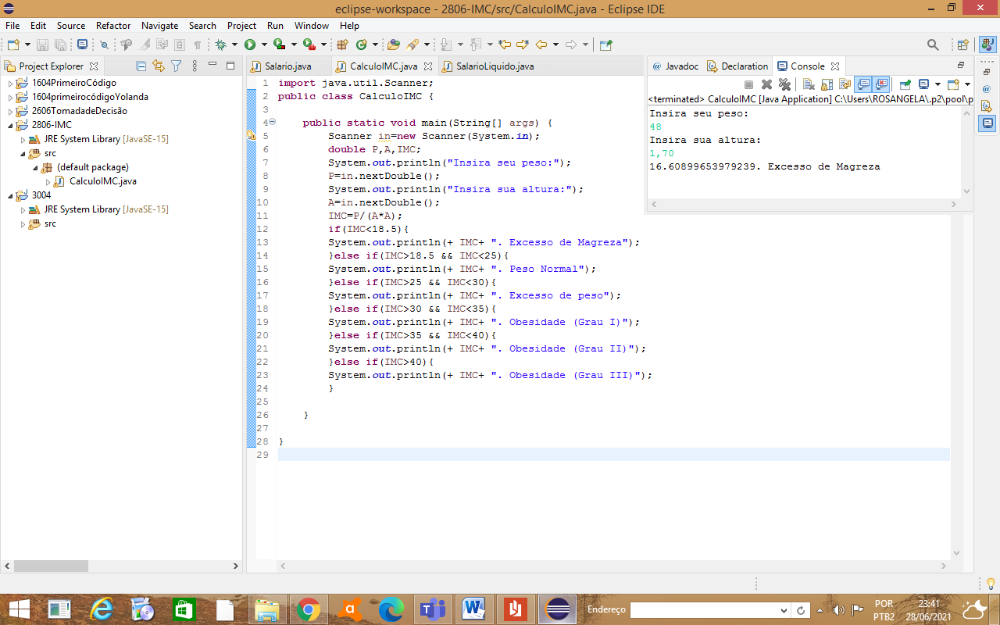 eclipse-workspace - 2806-IMC/src/CalculoIMC.java - Eclipse IDE
File Edit Source Refactor Navigate Search Project Run Window Help
Project Explorer
1604PrimeiroCódigo
1604primeirocódigoYolanda
2606TomadadeDecisão
2806-IMC
JRE System Library [JavaSE-15]
src
(default package)
CalculoIMC.java
3004
JRE System Library [JavaSE-15]
src
Salario.java CalculoIMC.java SalarioLiquido.java
1 import java.util.Scanner;
2 public class CalculoIMC {
3
4 public static void main(String[] args) {
5 Scanner in=new Scanner(System.in);
6 double P,A,IMC;
7 System.out.println("Insira seu peso:");
8 P=in.nextDouble();
9 System.out.println("Insira sua altura:");
10 A=in.nextDouble();
11 IMC=P/(A*A);
12 if(IMC<18.5){
13 System.out.println(+ IMC+ ". Excesso de Magreza");
14 }else if(IMC>18.5 && IMC<25){
15 System.out.println(+ IMC+ ". Peso Normal");
16 }else if(IMC>25 && IMC<30){
17 System.out.println(+ IMC+ ". Excesso de peso");
18 }else if(IMC>30 && IMC<35){
19 System.out.println(+ IMC+ ". Obesidade (Grau I)");
20 }else if(IMC>35 && IMC<40){
21 System.out.println(+ IMC+ ". Obesidade (Grau II)");
22 }else if(IMC>40){
23 System.out.println(+ IMC+ ". Obesidade (Grau III)");
24 }
25
26 }
27
28 }
29
@ Javadoc Declaration Console
<terminated> CalculoIMC [Java Application] C:\Users\ROSANGELA\.p2\pool\p
Insira seu peso:
48
Insira sua altura:
1,70
16.60899653979239. Excesso de Magreza
Endereço
POR
PTB2
23:41
28/06/2021